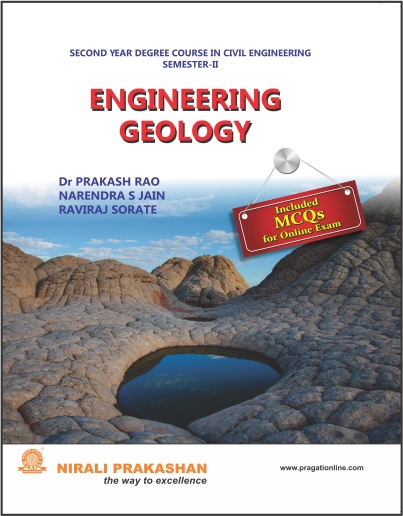 SECOND YEAR DEGREE COURSE IN CIVIL ENGINEERING
SEMESTER-II
ENGINEERING
GEOLOGY
Dr PRAKASH RAO
NARENDRA S JAIN
RAVIRAJ SORATE
Included
MCQs
for Online Exam
NIRALI PRAKASHAN
the way to excellence
www.pragationline.com